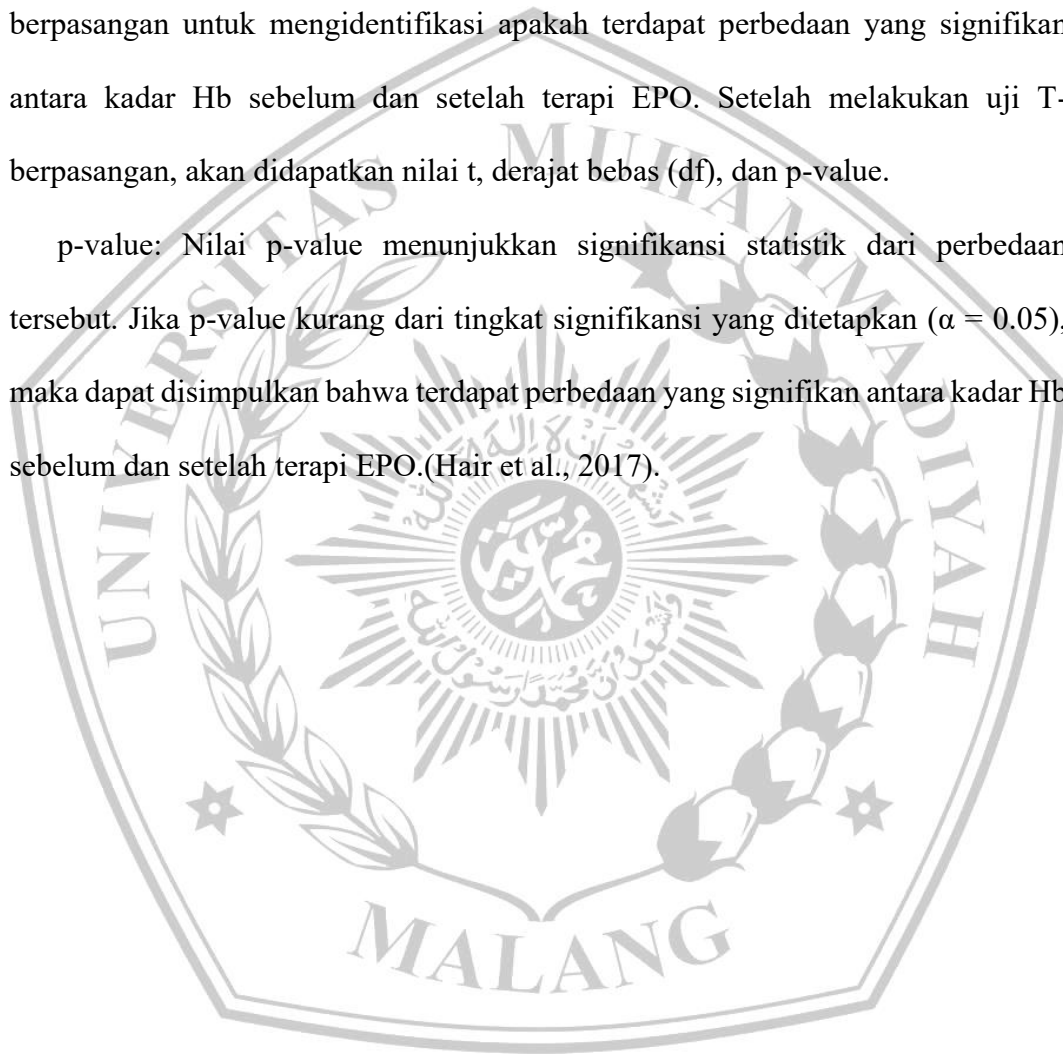 berpasangan untuk mengidentifikasi apakah terdapat perbedaan yang signifikan
antara kadar Hb sebelum dan setelah terapi EPO. Setelah melakukan uji T-
berpasangan, akan didapatkan nilai t, derajat bebas (df), dan p-value.
p-value: Nilai p-value menunjukkan signifikansi statistik dari perbedaan
tersebut. Jika p-value kurang dari tingkat signifikansi yang ditetapkan (α = 0.05),
maka dapat disimpulkan bahwa terdapat perbedaan yang signifikan antara kadar Hb
sebelum dan setelah terapi EPO.(Hair et al., 2017).
UNIVERSITAS MUHAMMADIYAH
MALANG